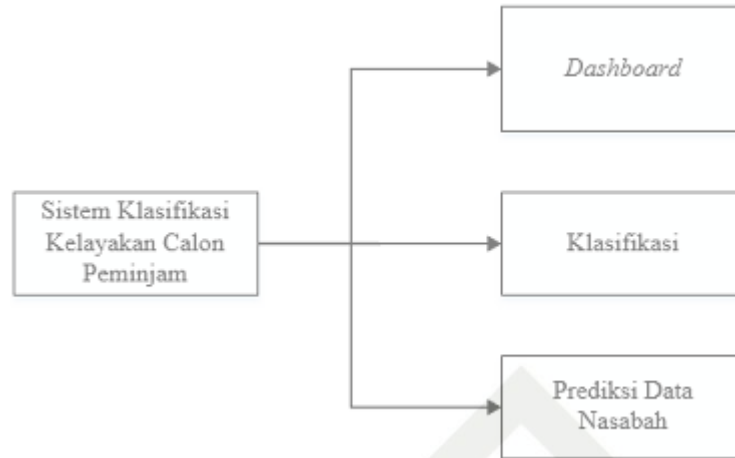 Dashboard
Sistem Klasifikasi
Kelayakan Calon
Peminjam
Klasifikasi
Prediksi Data
Nasabah